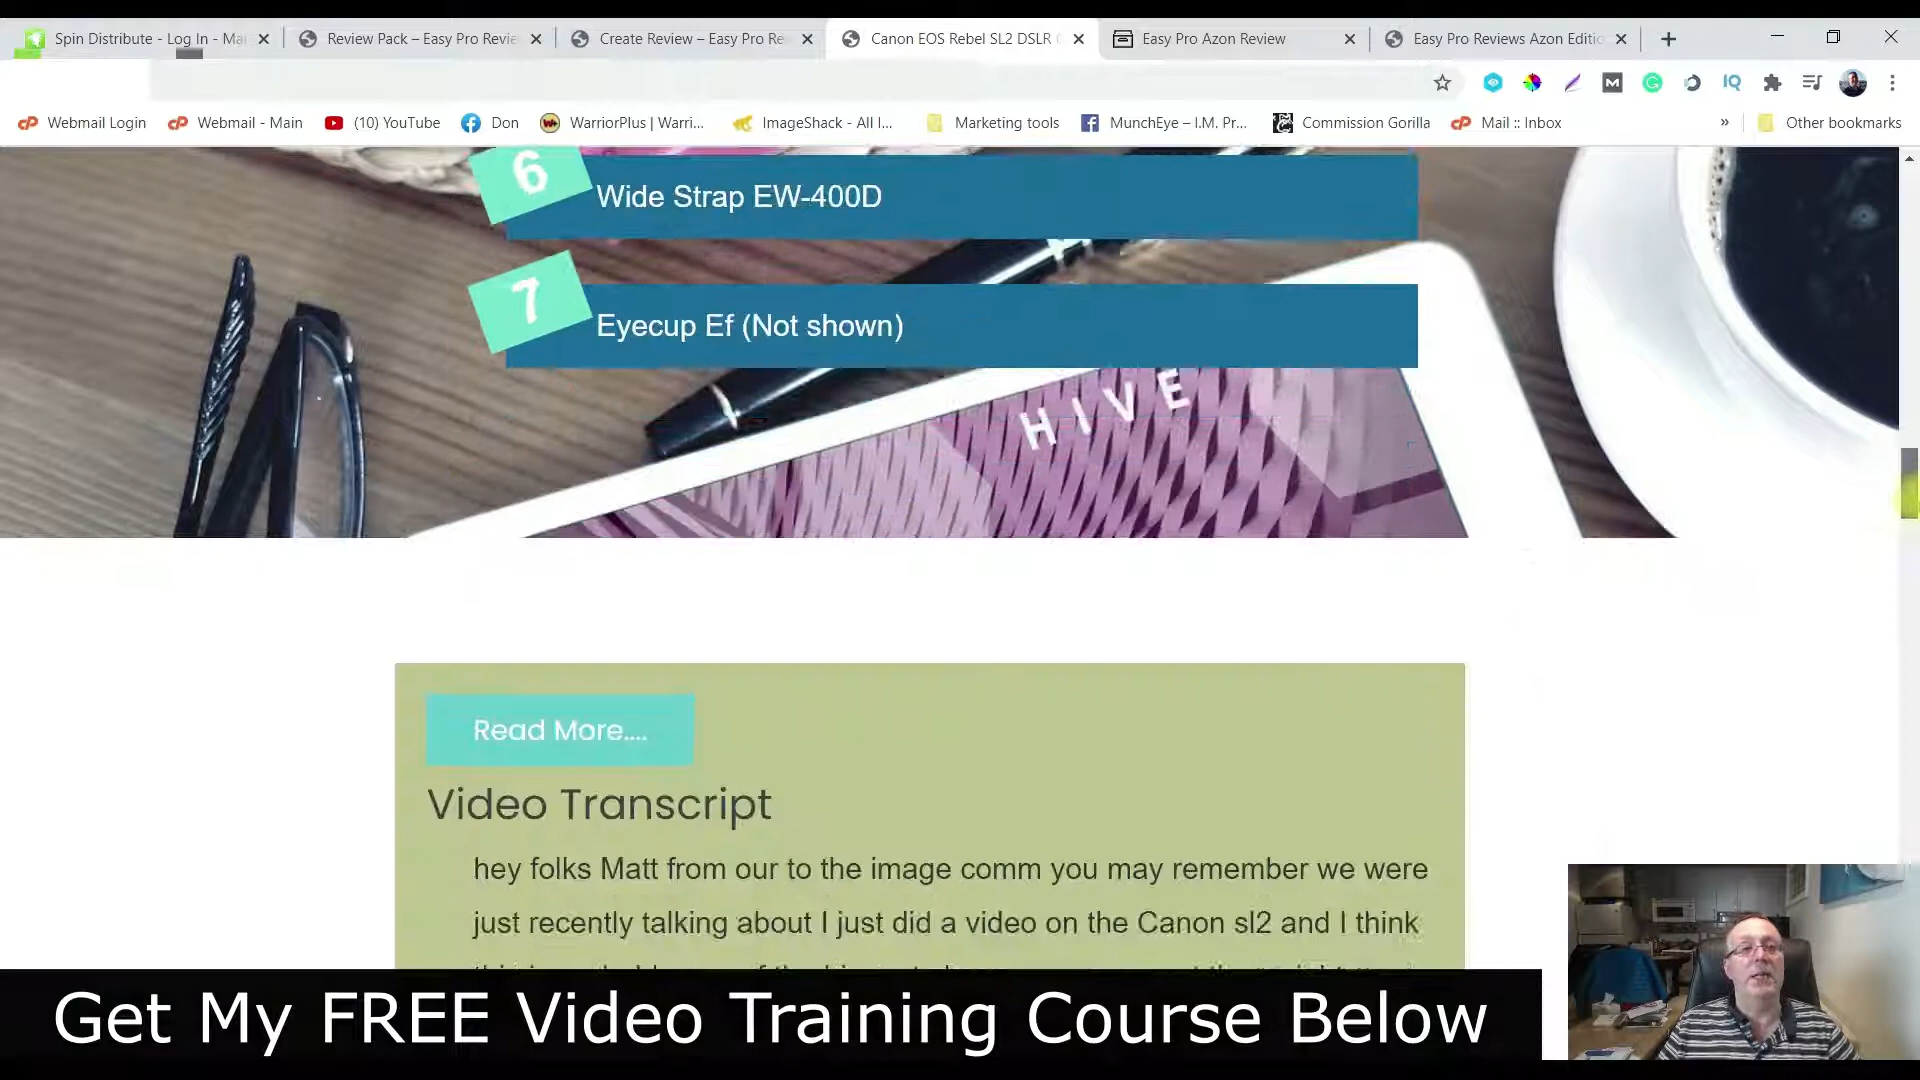 Spin Distribute - Log In - Mai
Review Pack – Easy Pro Revie
Create Review – Easy Pro Re
Canon EOS Rebel SL2 DSLR
Easy Pro Azon Review
Easy Pro Reviews Azon Editio
Webmail Login
Webmail - Main
(10) YouTube
Don
WarriorPlus | Warri...
ImageShack - All I...
Marketing tools
MunchEye – I.M. Pr...
Commission Gorilla
Mail :: Inbox
»
Other bookmarks
6
Wide Strap EW-400D
7
Eyecup Ef (Not shown)
HIVE
Read More....
Video Transcript
hey folks Matt from our to the image comm you may remember we were
just recently talking about I just did a video on the Canon sl2 and I think
Get My FREE Video Training Course Below